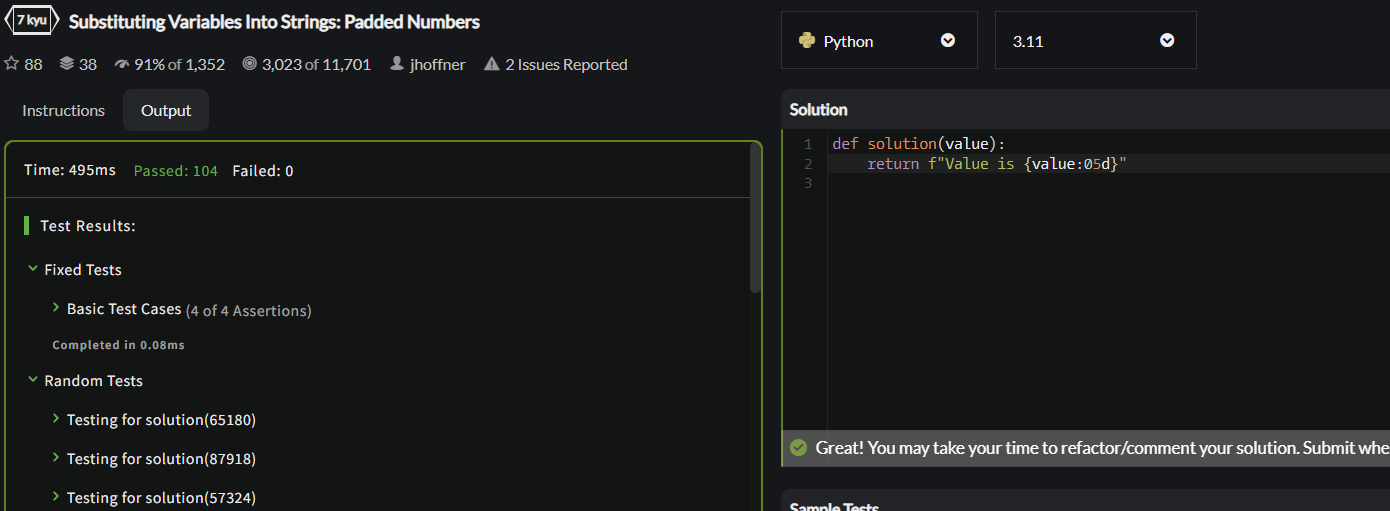 7 kyu Substituting Variables Into Strings: Padded Numbers
88 38 91% of 1,352 3,023 of 11,701 jhoffner 2 Issues Reported
Instructions Output
Time: 495ms Passed: 104 Failed: 0
Test Results:
Fixed Tests
Basic Test Cases (4 of 4 Assertions)
Completed in 0.08ms
Random Tests
Testing for solution(65180)
Testing for solution(87918)
Testing for solution(57324)
Python 3.11
Solution
1 def solution(value):
2     return f"Value is {value:05d}"
3
Great! You may take your time to refactor/comment your solution. Submit whe
Sample Tests